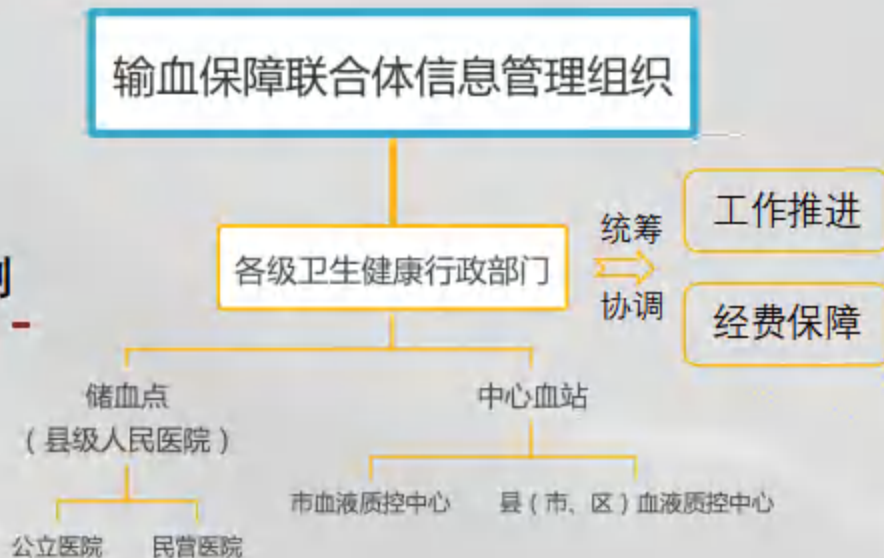 输血保障联合体信息管理组织
各级卫生健康行政部门
统筹
协调
工作推进
经费保障
储血点
（县级人民医院）
中心血站
公立医院
民营医院
市血液质控中心
县（市、区）血液质控中心